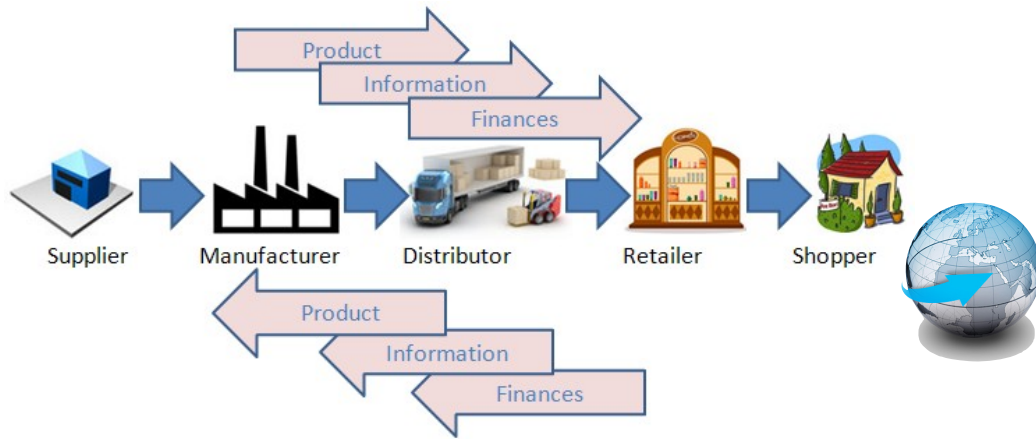 Product
Information
Finances
Supplier
Manufacturer
Distributor
Retailer
Shopper
Product
Information
Finances